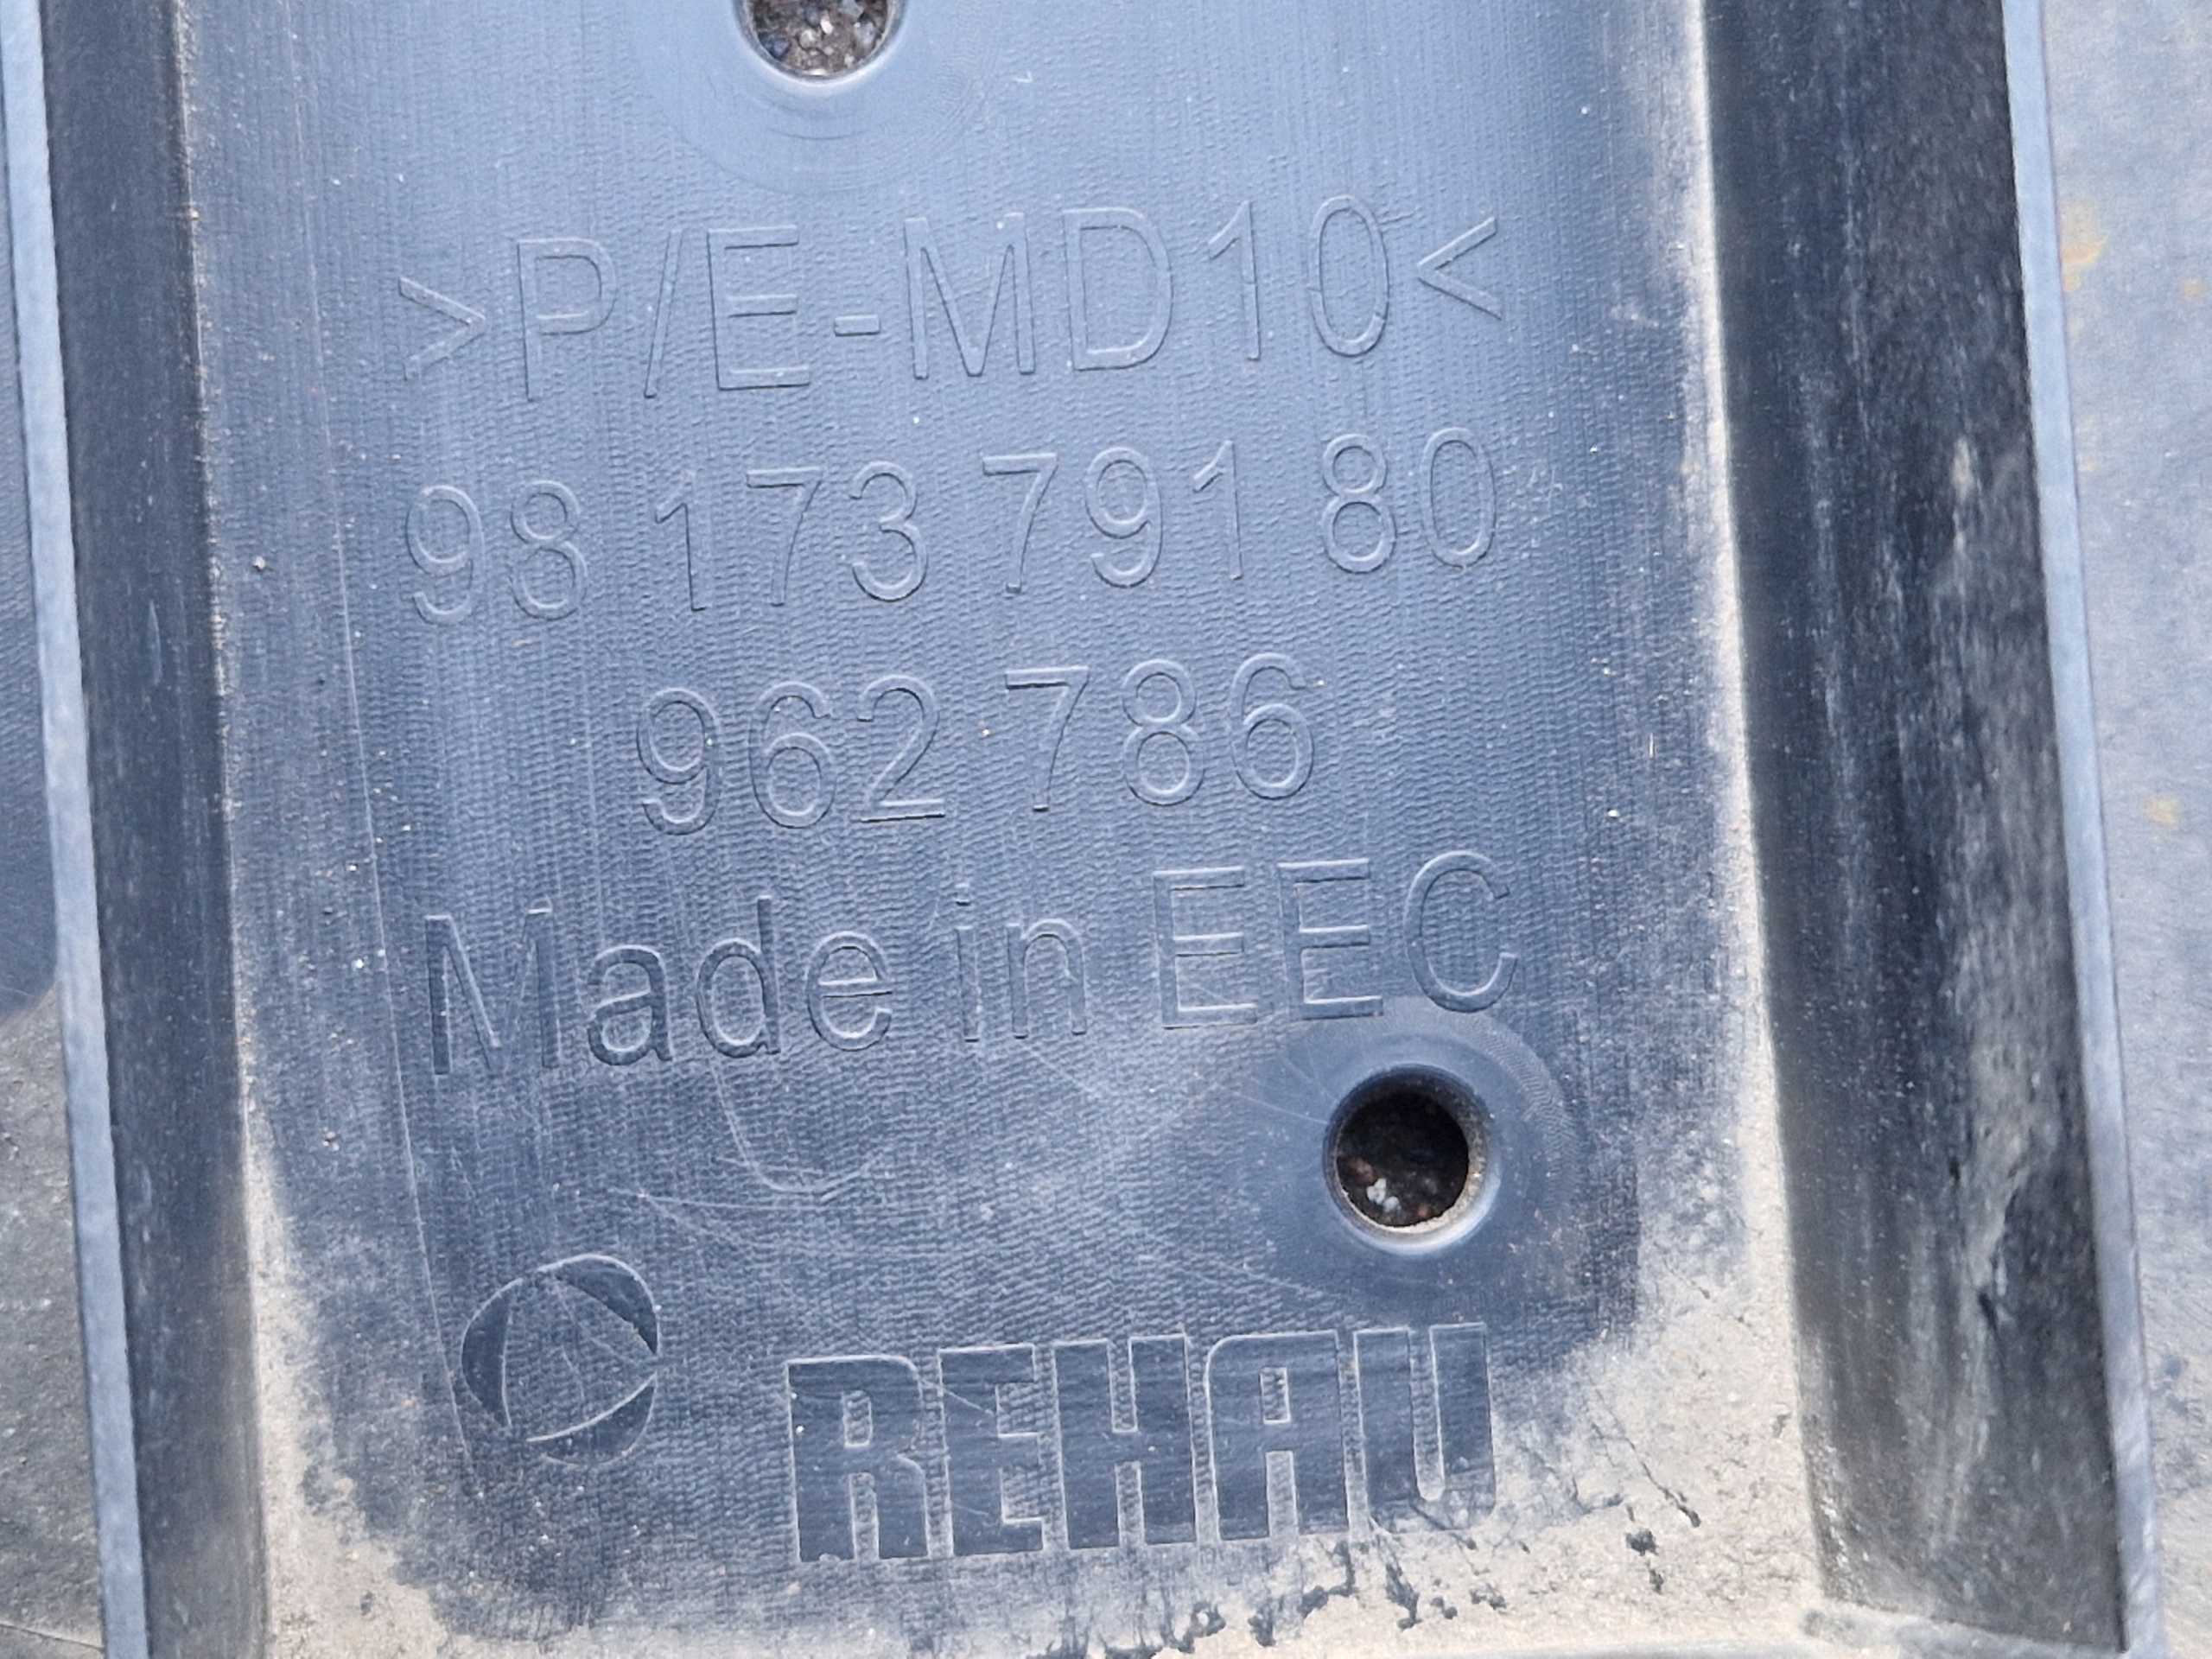 >P/E-MD10<
98 173 791 80
962 786
Made in EEC
REHAU